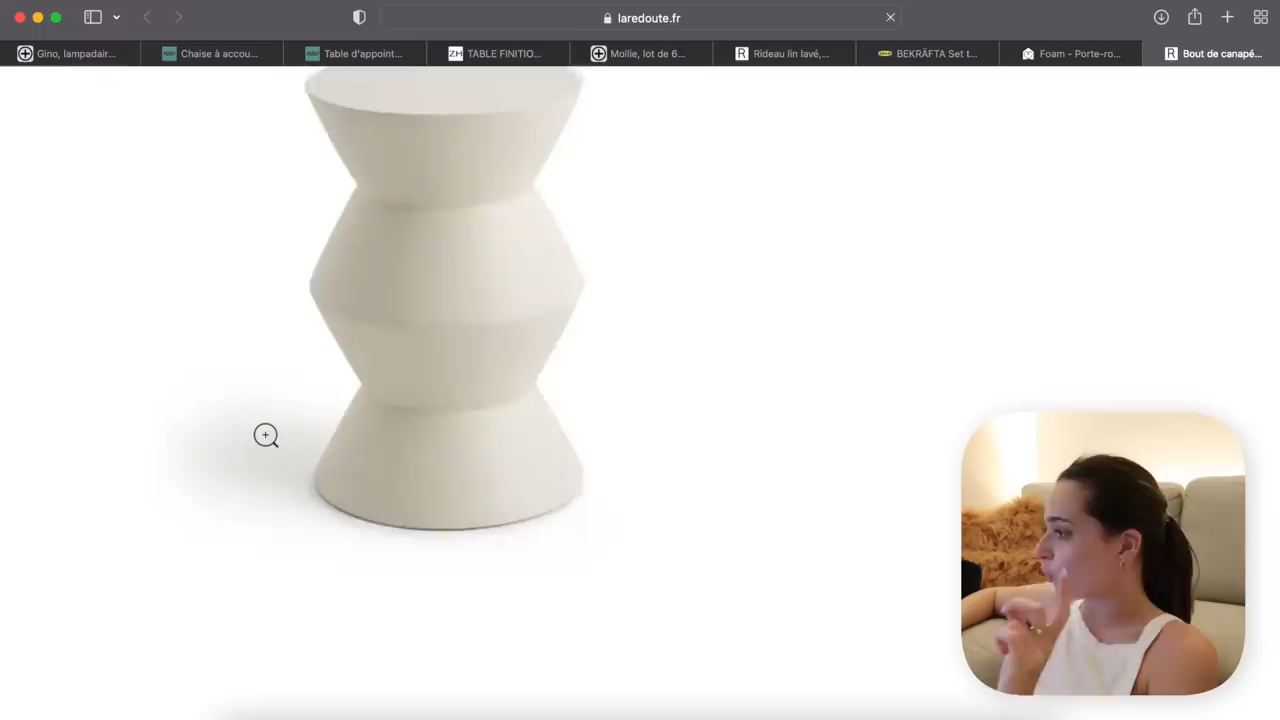 laredoute.fr
Gino, lampadair...
Chaise à accou...
Table d'appoint...
ZH TABLE FINITIO...
Mollie, lot de 6...
R Rideau lin lavé,...
BEKRÄFTA Set t...
Foam - Porte-ro...
R Bout de canapé...